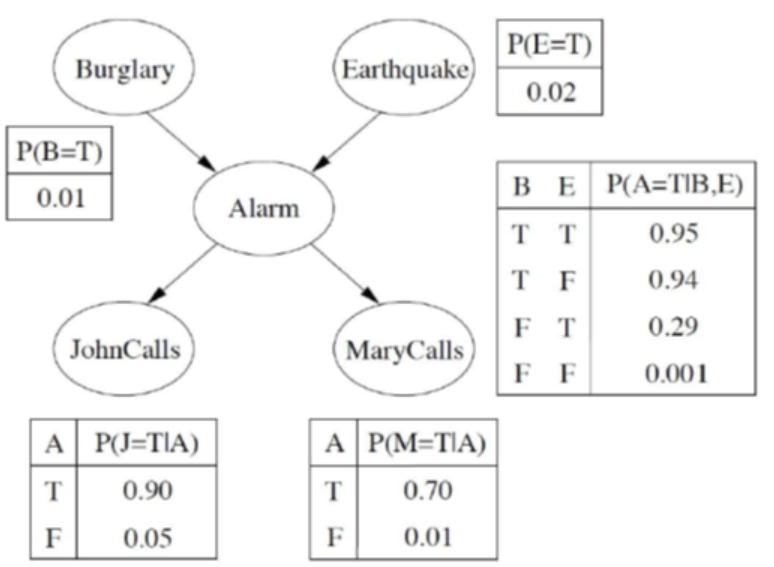 Burglary
Earthquake
P(E=T)
0.02
P(B=T)
0.01
Alarm
B E P(A=T|B,E)
T T 0.95
T F 0.94
F T 0.29
F F 0.001
JohnCalls
MaryCalls
A P(J=T|A)
T 0.90
F 0.05
A P(M=T|A)
T 0.70
F 0.01